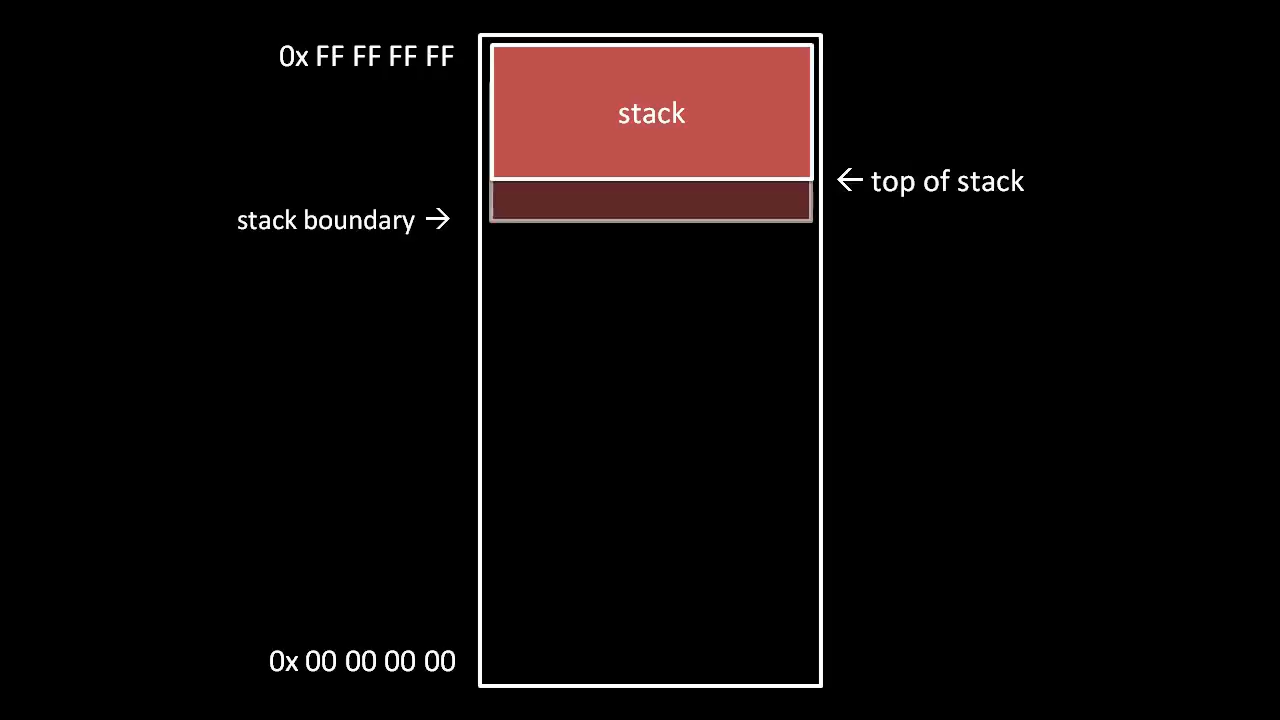 0x FF FF FF FF
stack
← top of stack
stack boundary →
0x 00 00 00 00